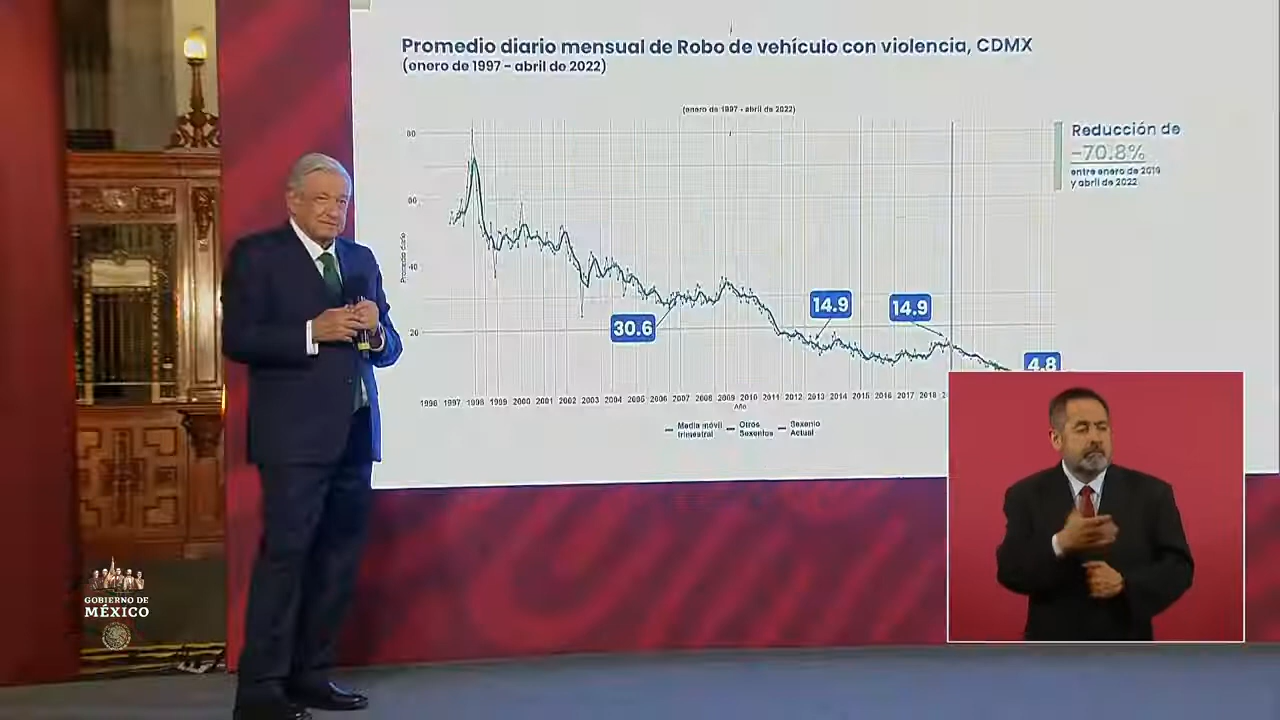 Promedio diario mensual de Robo de vehículo con violencia, CDMX
(enero de 1997 - abril de 2022)
(enero de 1997 - abril de 2022)
80
60
40
20
Promedio diario
30.6
14.9
14.9
4.8
Reducción de
-70.8%
entre enero de 2019
y abril de 2022
1996 1997 1998 1999 2000 2001 2002 2003 2004 2005 2006 2007 2008 2009 2010 2011 2012 2013 2014 2015 2016 2017 2018
Año
Media móvil
trimestral
Otros
Sexenios
Sexenio
Actual
GOBIERNO DE
MÉXICO